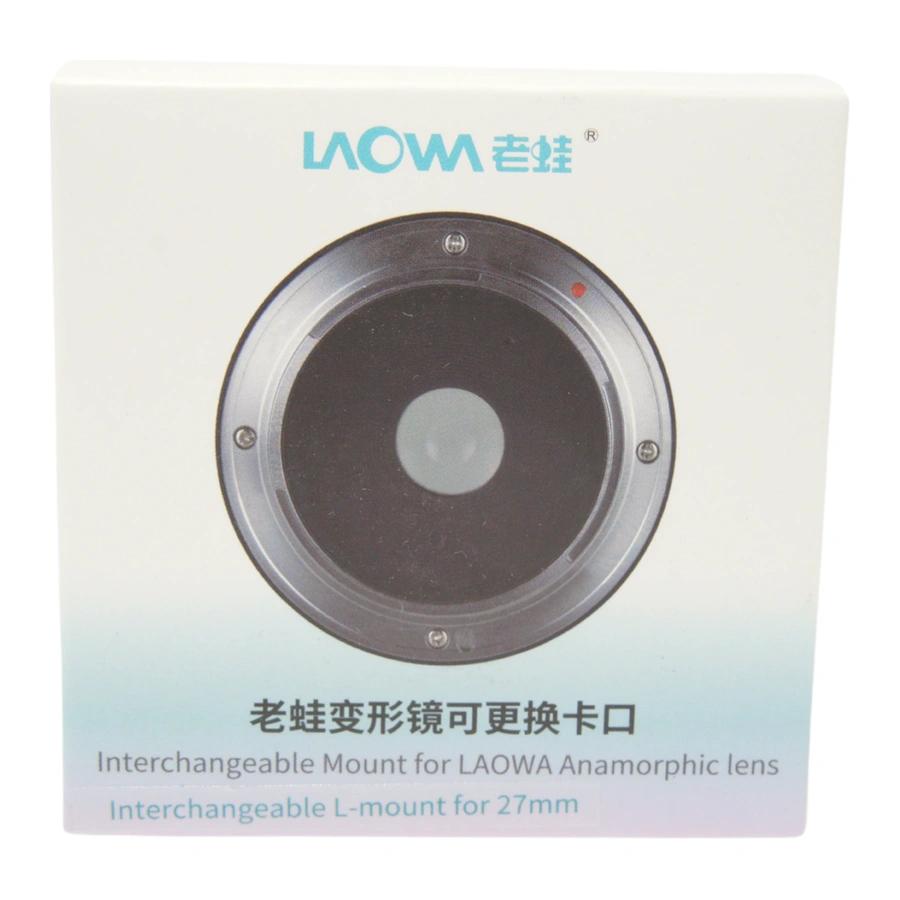 LAOWA 老蛙®
老蛙变形镜可更换卡口
Interchangeable Mount for LAOWA Anamorphic lens
Interchangeable L-mount for 27mm